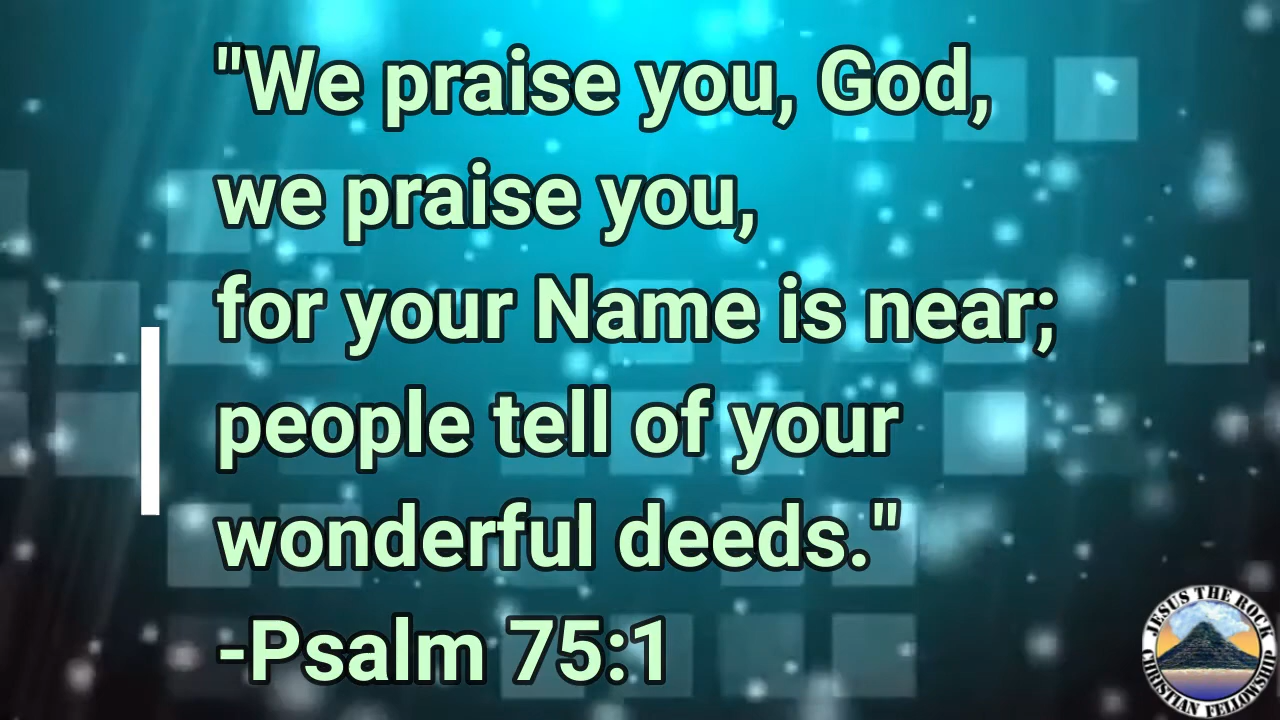 "We praise you, God,
we praise you,
for your Name is near;
people tell of your
wonderful deeds."
-Psalm 75:1
JESUS THE ROCK
CHRISTIAN FELLOWSHIP